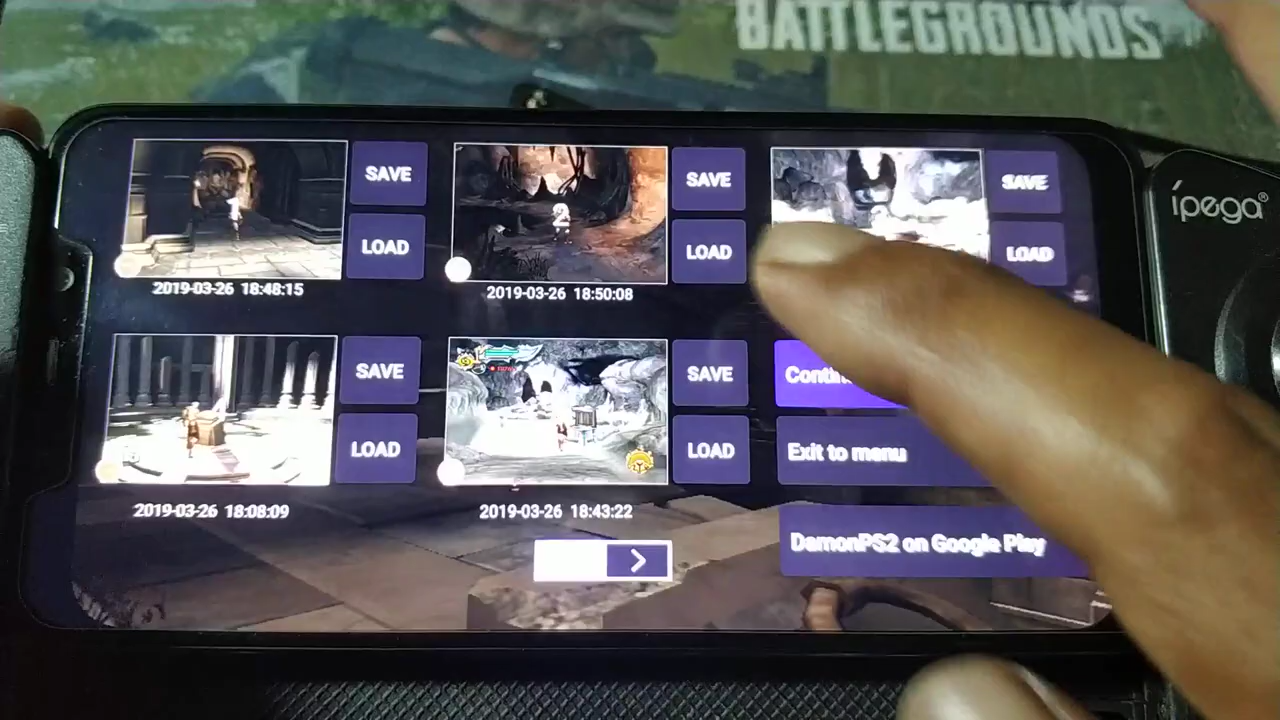 BATTLEGROUNDS
ípega®
SAVE
SAVE
SAVE
LOAD
LOAD
LOAD
2019-03-26 18:48:15
2019-03-26 18:50:08
SAVE
SAVE
LOAD
LOAD
Exit to menu
2019-03-26 18:08:09
2019-03-26 18:43:22
DamonPS2 on Google Play